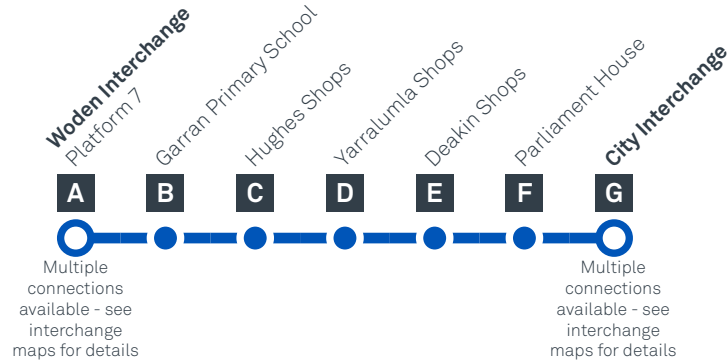 Woden Interchange
Platform 7
Garran Primary School
Hughes Shops
Yarralumla Shops
Deakin Shops
Parliament House
City Interchange
A
B
C
D
E
F
G
Multiple
connections
available - see
interchange
maps for details
Multiple
connections
available - see
interchange
maps for details